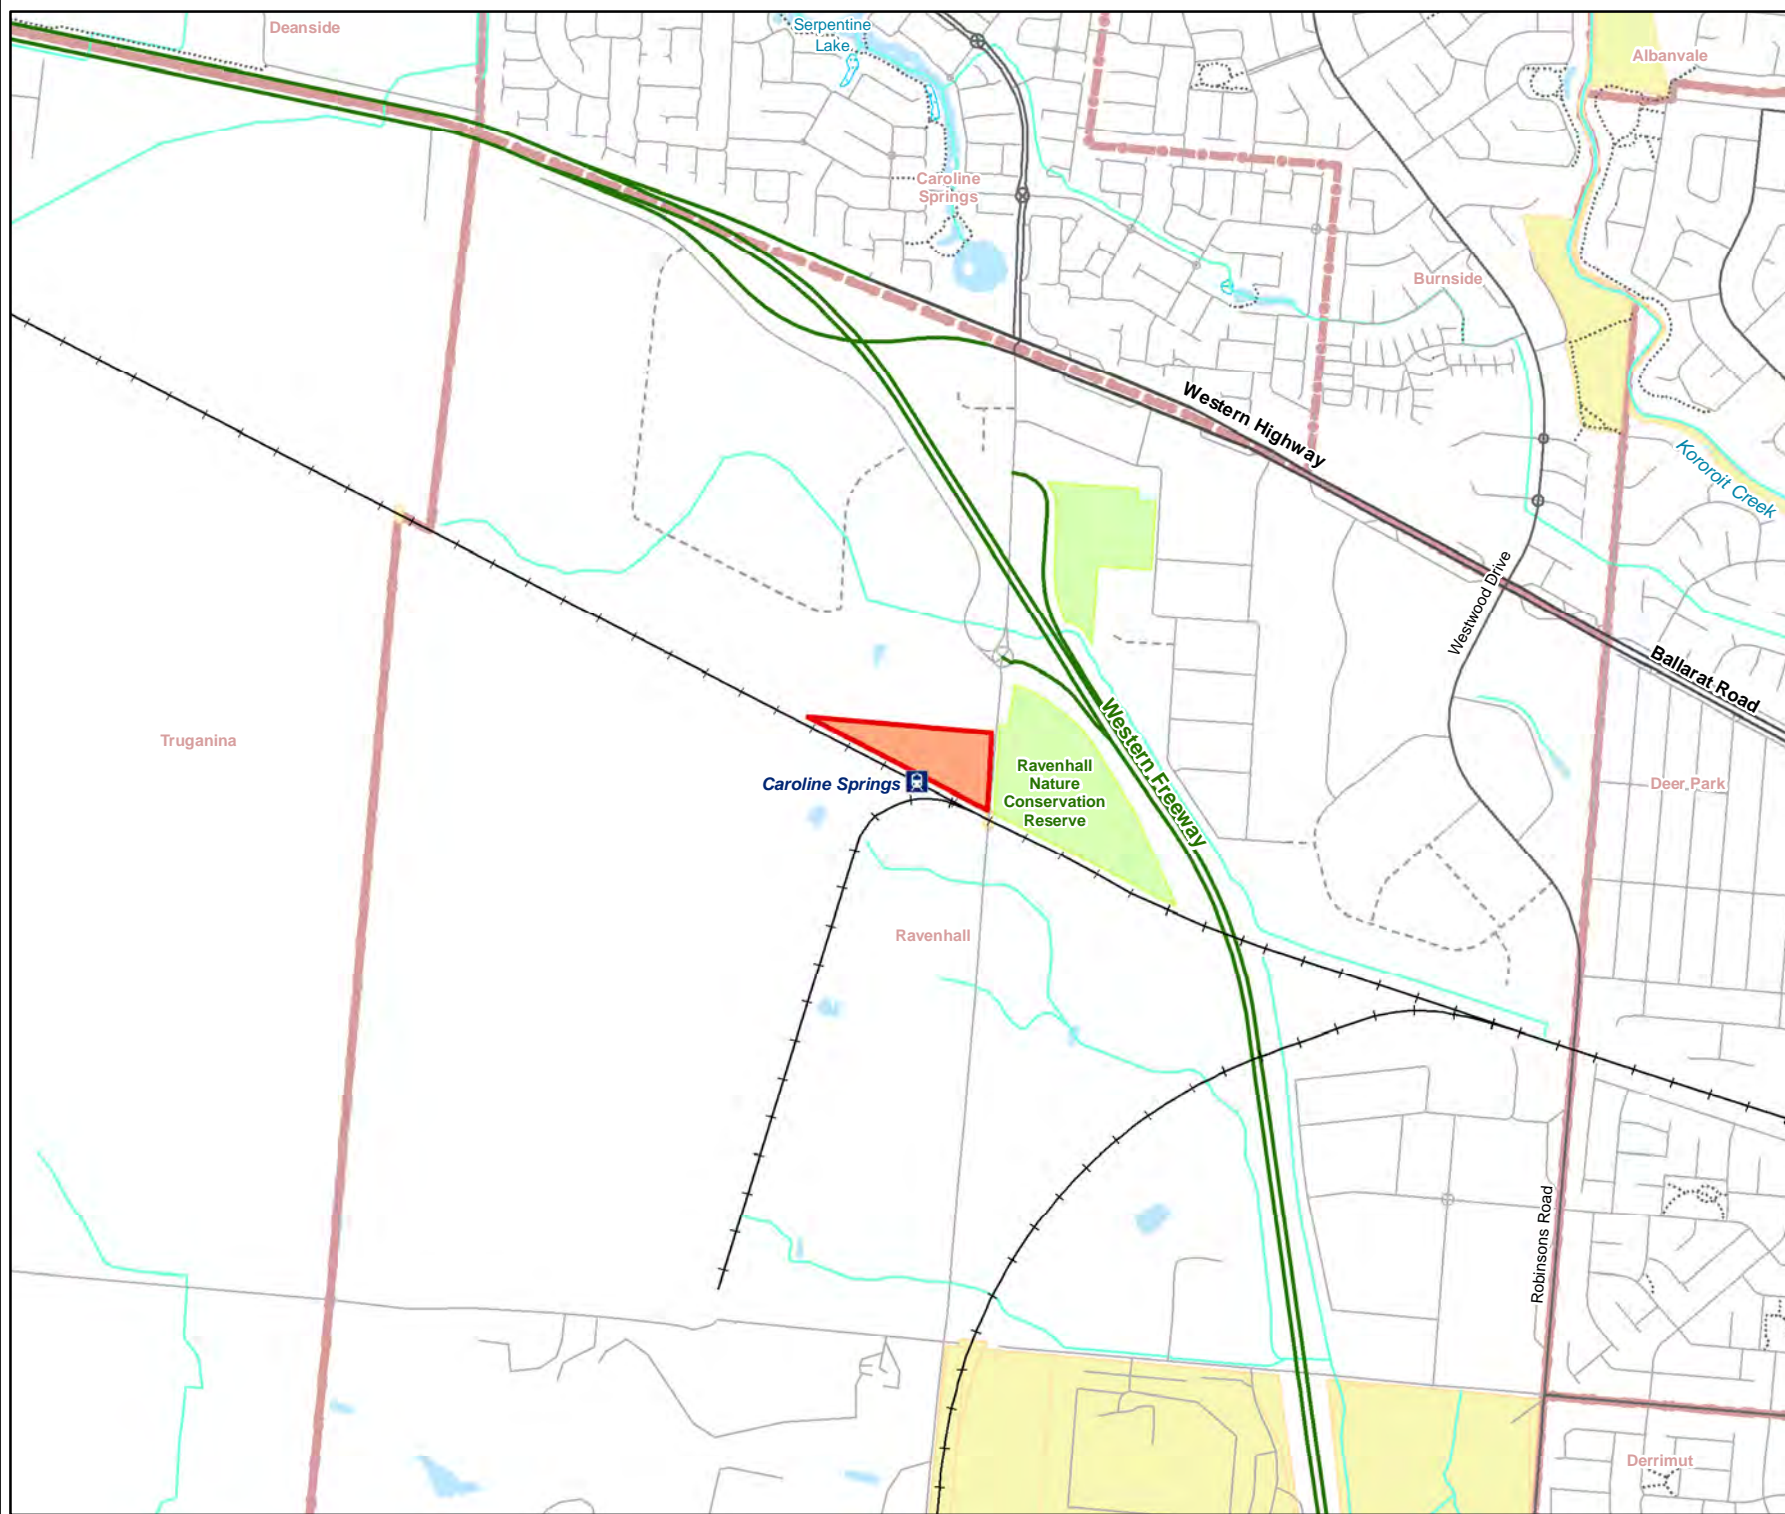 Deanside
Serpentine
Lake
Albanvale
Caroline
Springs
Burnside
Western Highway
Kororoit Creek
Westwood Drive
Ballarat Road
Truganina
Western Freeway
Caroline Springs
Ravenhall
Nature
Conservation
Reserve
Deer Park
Ravenhall
Robinsons Road
Derrimut